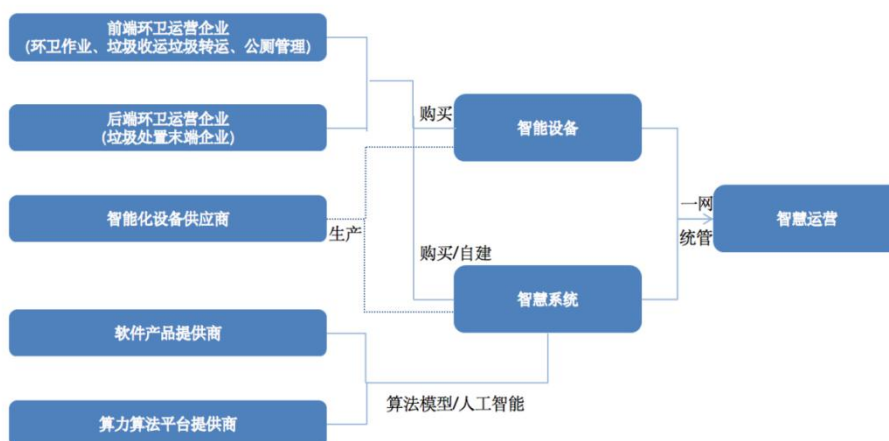 前端环卫运营企业
(环卫作业、垃圾收运垃圾转运、公厕管理)
后端环卫运营企业
(垃圾处置末端企业)
智能化设备供应商
软件产品提供商
算力算法平台提供商
购买
生产
购买/自建
算法模型/人工智能
智能设备
智慧系统
一网
统管
智慧运营